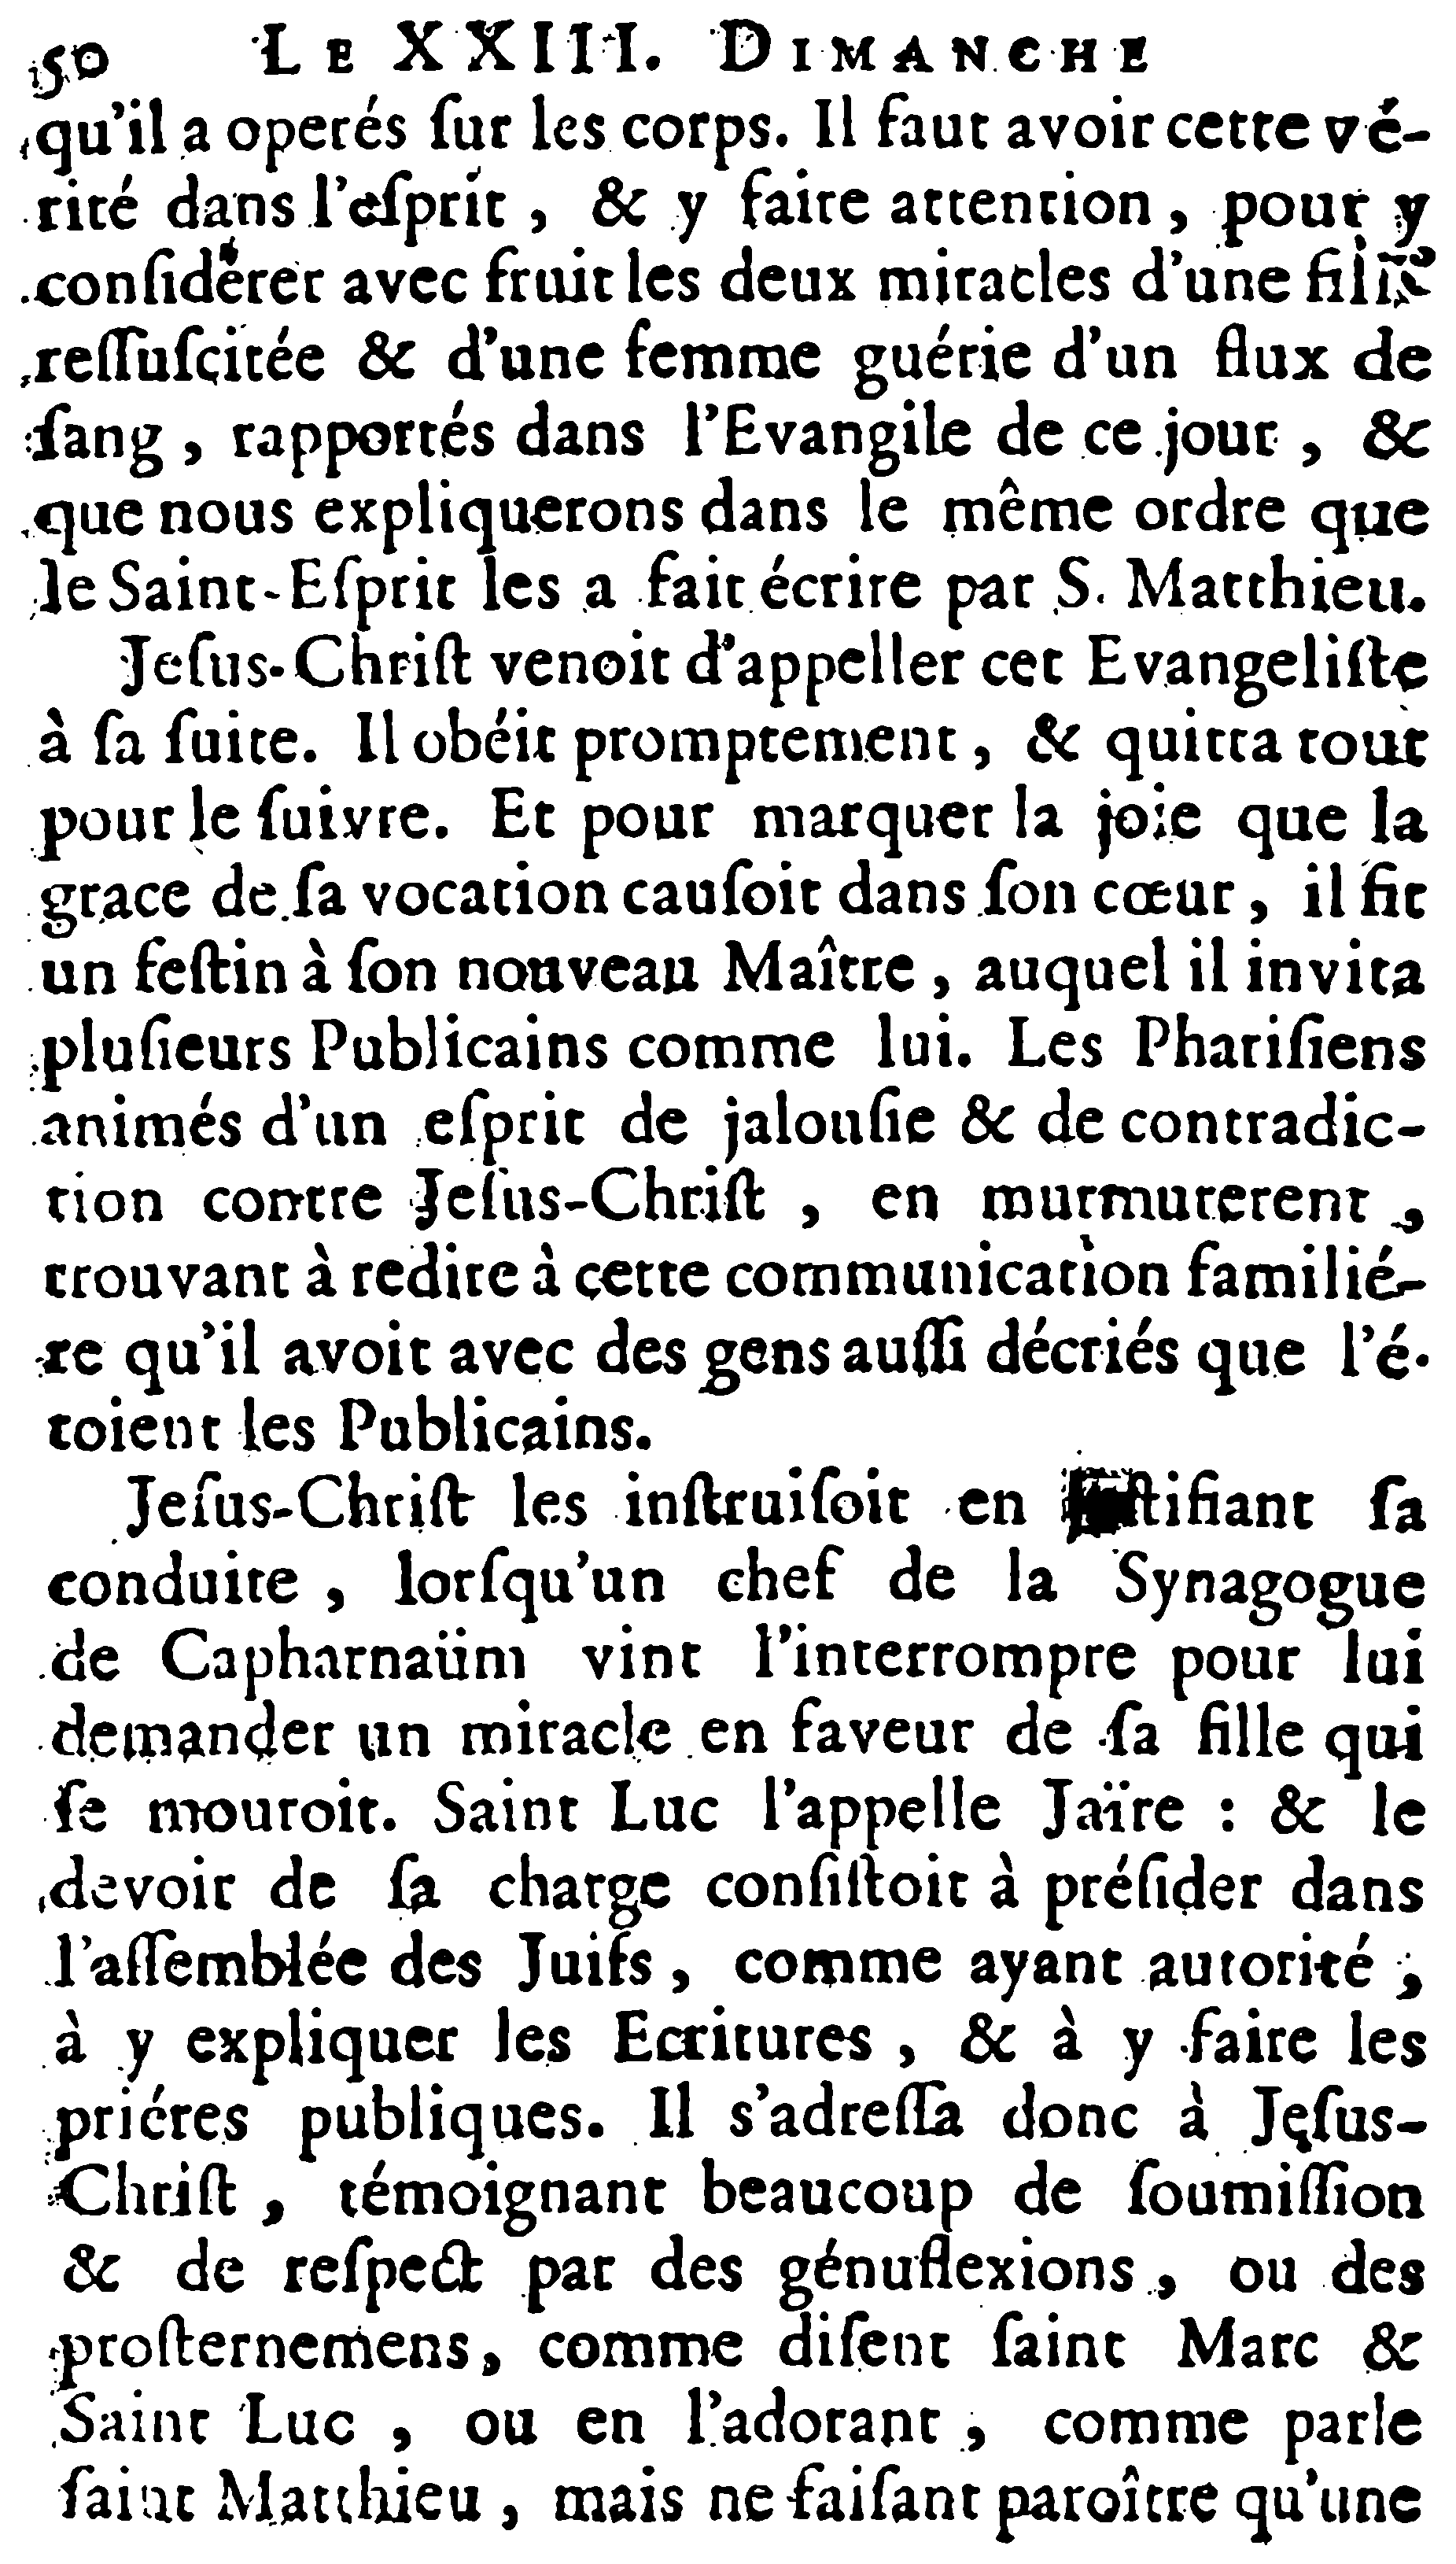 50 LE XXIII. DIMANCHE
qu'il a operés ſur les corps. Il faut avoir cette vé-
rité dans l'eſprit, & y faire attention, pour y
conſidérer avec fruit les deux miracles d'une fille
reſſuſcitée & d'une femme guérie d'un flux de
ſang, rapportés dans l'Evangile de ce jour, &
que nous expliquerons dans le même ordre que
le Saint-Eſprit les a fait écrire par S. Matthieu.
Jeſus-Chriſt venoit d'appeller cet Evangeliſte
à ſa ſuite. Il obéit promptement, & quitta tout
pour le ſuivre. Et pour marquer la joie que la
grace de ſa vocation cauſoit dans ſon cœur, il fit
un feſtin à ſon nouveau Maître, auquel il invita
pluſieurs Publicains comme lui. Les Phariſiens
animés d'un eſprit de jalouſie & de contradic-
tion contre Jeſus-Chriſt, en murmurerent,
trouvant à redire à cette communication familié-
re qu'il avoit avec des gens auſſi décriés que l'é-
toient les Publicains.
Jeſus-Chriſt les inſtruiſoit en juſtifiant ſa
conduite, lorſqu'un chef de la Synagogue
de Capharnaüm vint l'interrompre pour lui
demander un miracle en faveur de ſa fille qui
ſe mouroit. Saint Luc l'appelle Jaïre : & le
devoir de ſa charge conſiſtoit à préſider dans
l'aſſemblée des Juifs, comme ayant autorité,
à y expliquer les Ecritures, & à y faire les
priéres publiques. Il s'adreſſa donc à Jeſus-
Chriſt, témoignant beaucoup de ſoumiſſion
& de reſpect par des génuflexions, ou des
proſternemens, comme diſent ſaint Marc &
Saint Luc, ou en l'adorant, comme parle
ſaint Matthieu, mais ne faiſant paroître qu'une